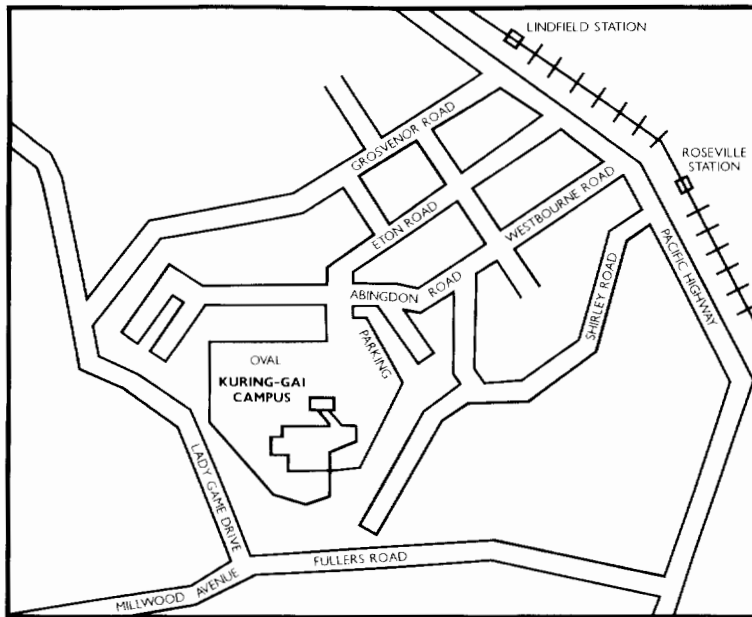 LINDFIELD STATION
ROSEVILLE
STATION
GROSVENOR ROAD
ETON ROAD
WESTBOURNE ROAD
ABINGDON ROAD
SHIRLEY ROAD
PACIFIC HIGHWAY
PARKING
OVAL
KURING-GAI
CAMPUS
LADY GAME DRIVE
FULLERS ROAD
MILLWOOD AVENUE